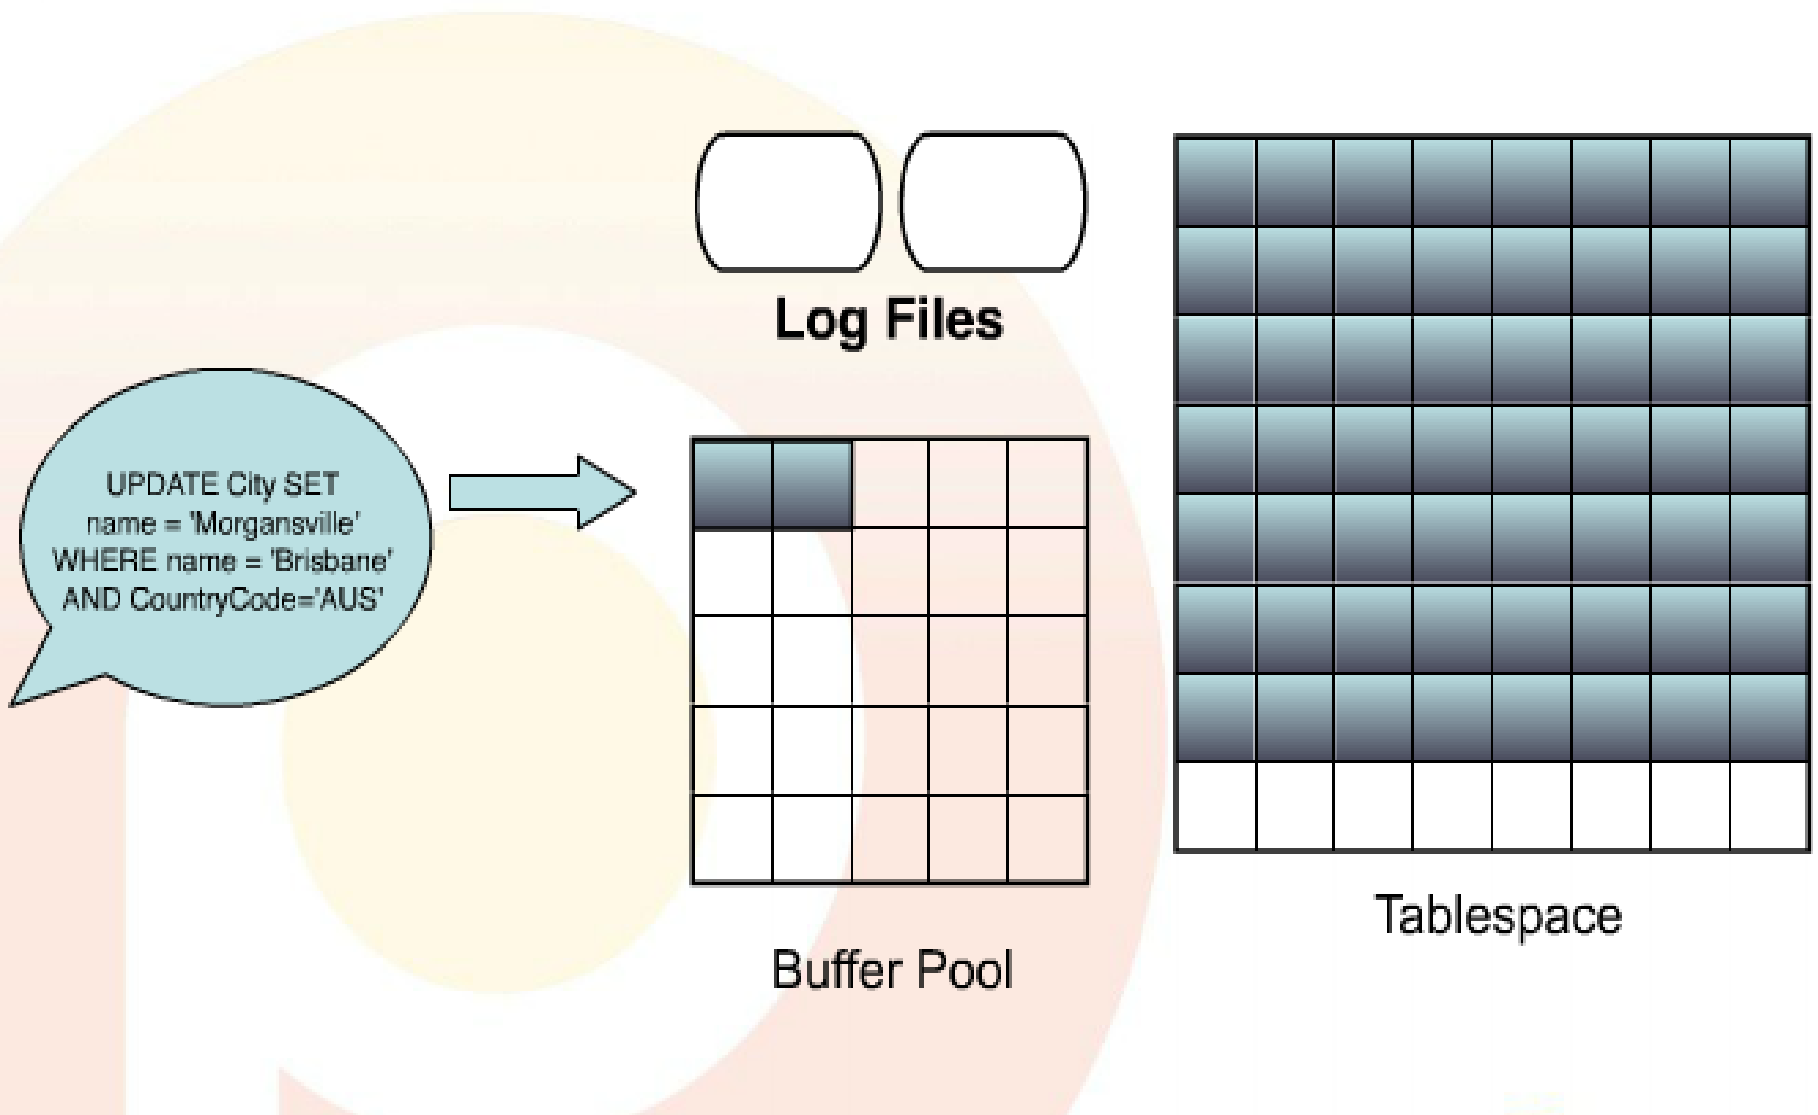 Log Files
UPDATE City SET
name = 'Morgansville'
WHERE name = 'Brisbane'
AND CountryCode='AUS'
Tablespace
Buffer Pool